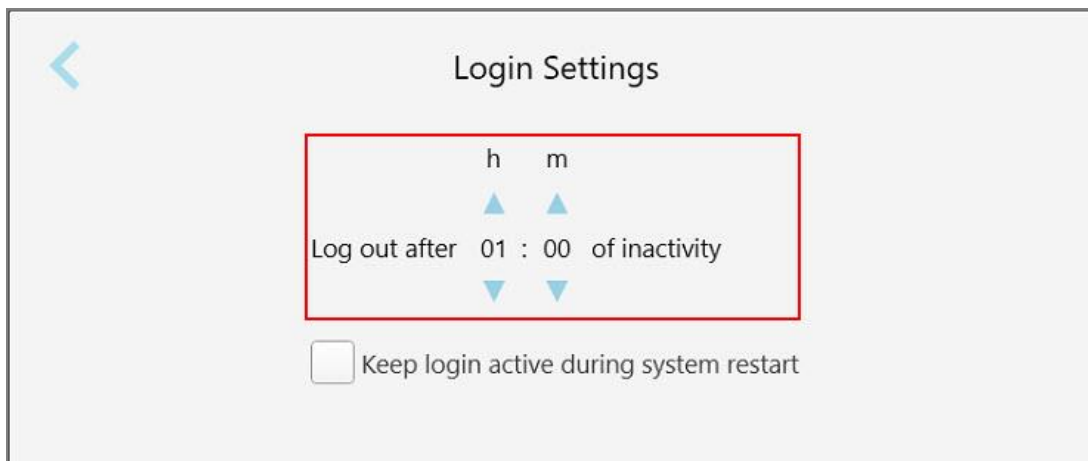 Login Settings
h m
Log out after 01 : 00 of inactivity
Keep login active during system restart